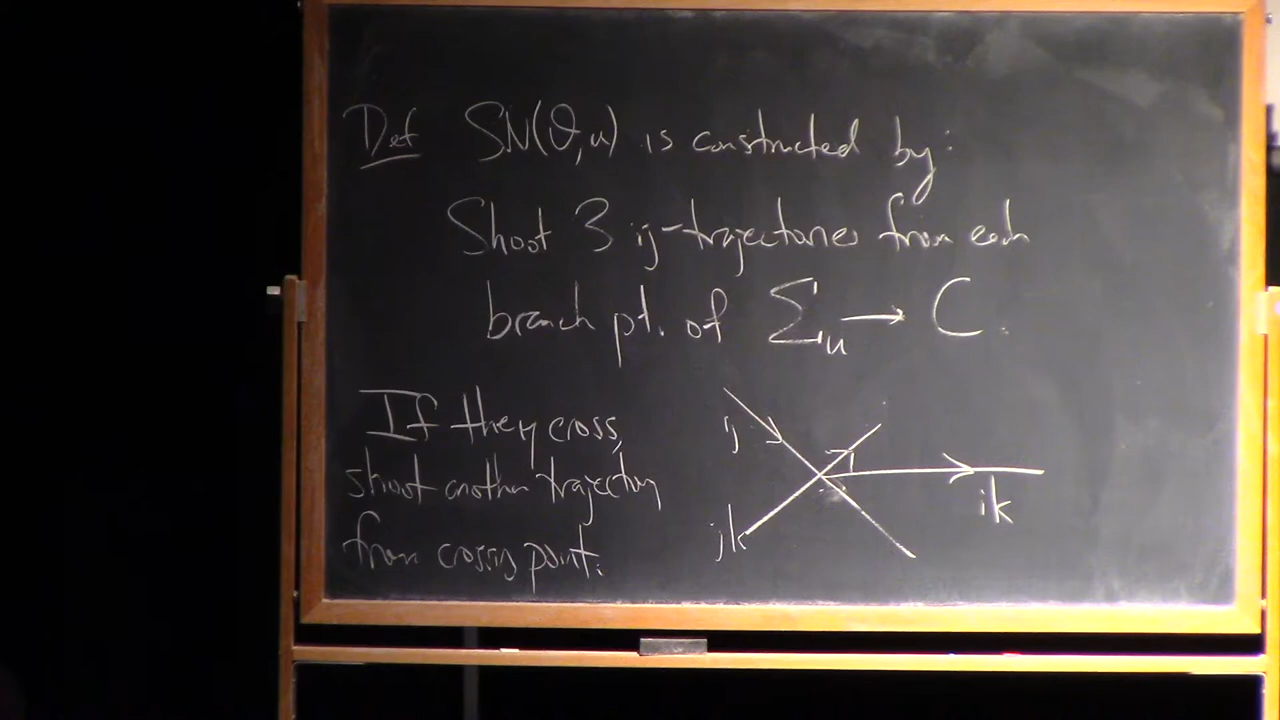 Def SN(ϑ,u) is constructed by:
Shoot 3 ij-trajectories from each
branch pt. of Σ_u → C.
If they cross,
shoot another trajectory
from crossing point.
ij
jk
ik